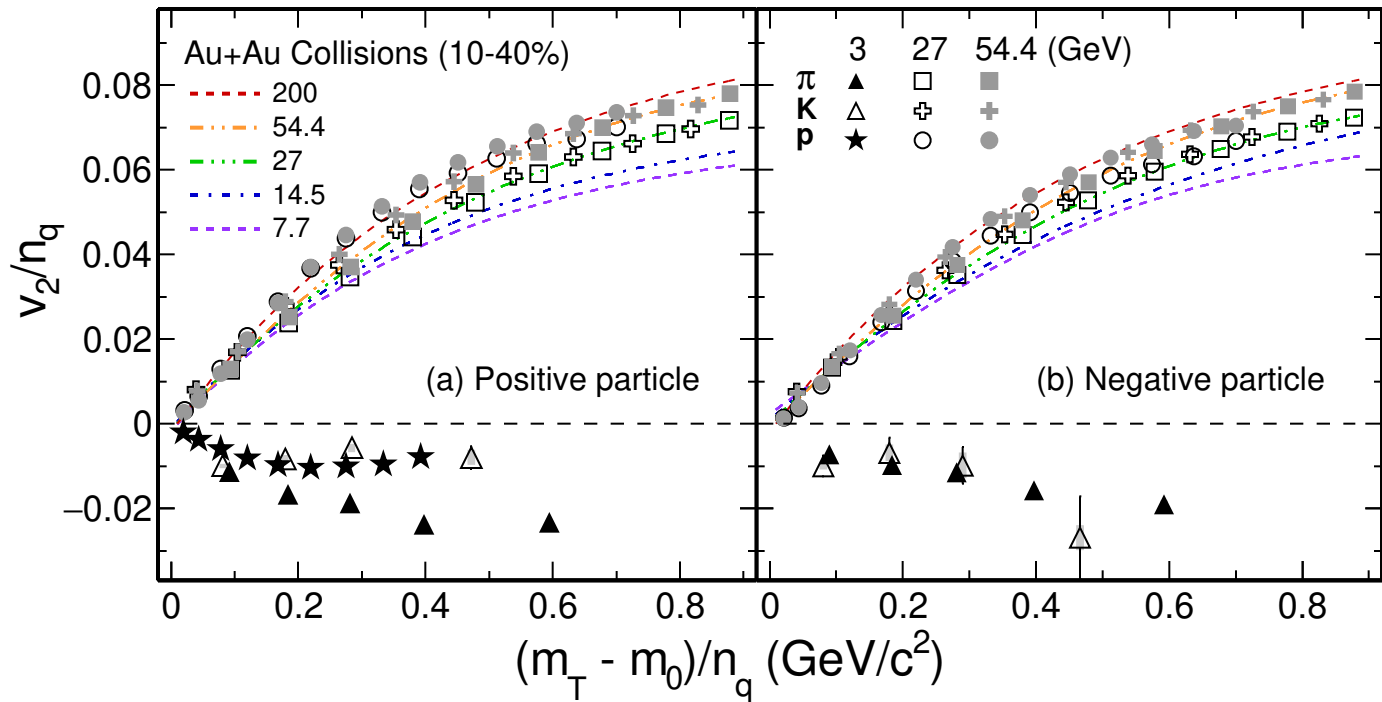 Au+Au Collisions (10-40%)
200
54.4
27
14.5
7.7
3 27 54.4 (GeV)
π
K
p
(a) Positive particle
(b) Negative particle
v2/nq
0.08
0.06
0.04
0.02
0
−0.02
0 0.2 0.4 0.6 0.8
0 0.2 0.4 0.6 0.8
(mT - m0)/nq (GeV/c²)